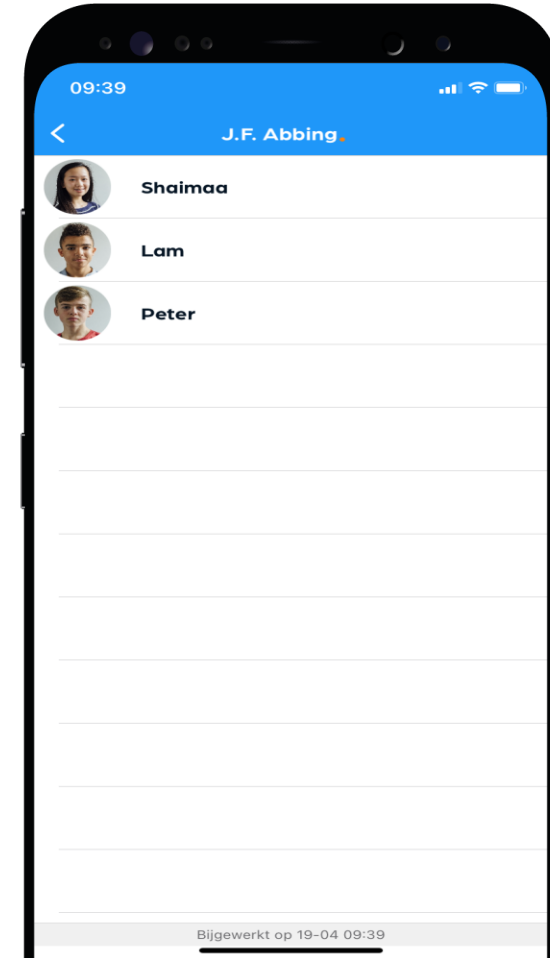 09:39
J.F. Abbing.
Shaimaa
Lam
Peter
Bijgewerkt op 19-04 09:39